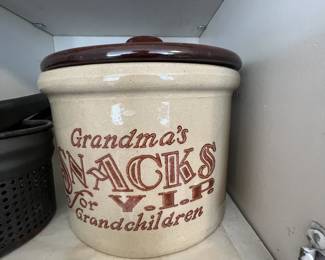 Grandma's
SNACKS
for V.I.P.
Grandchildren